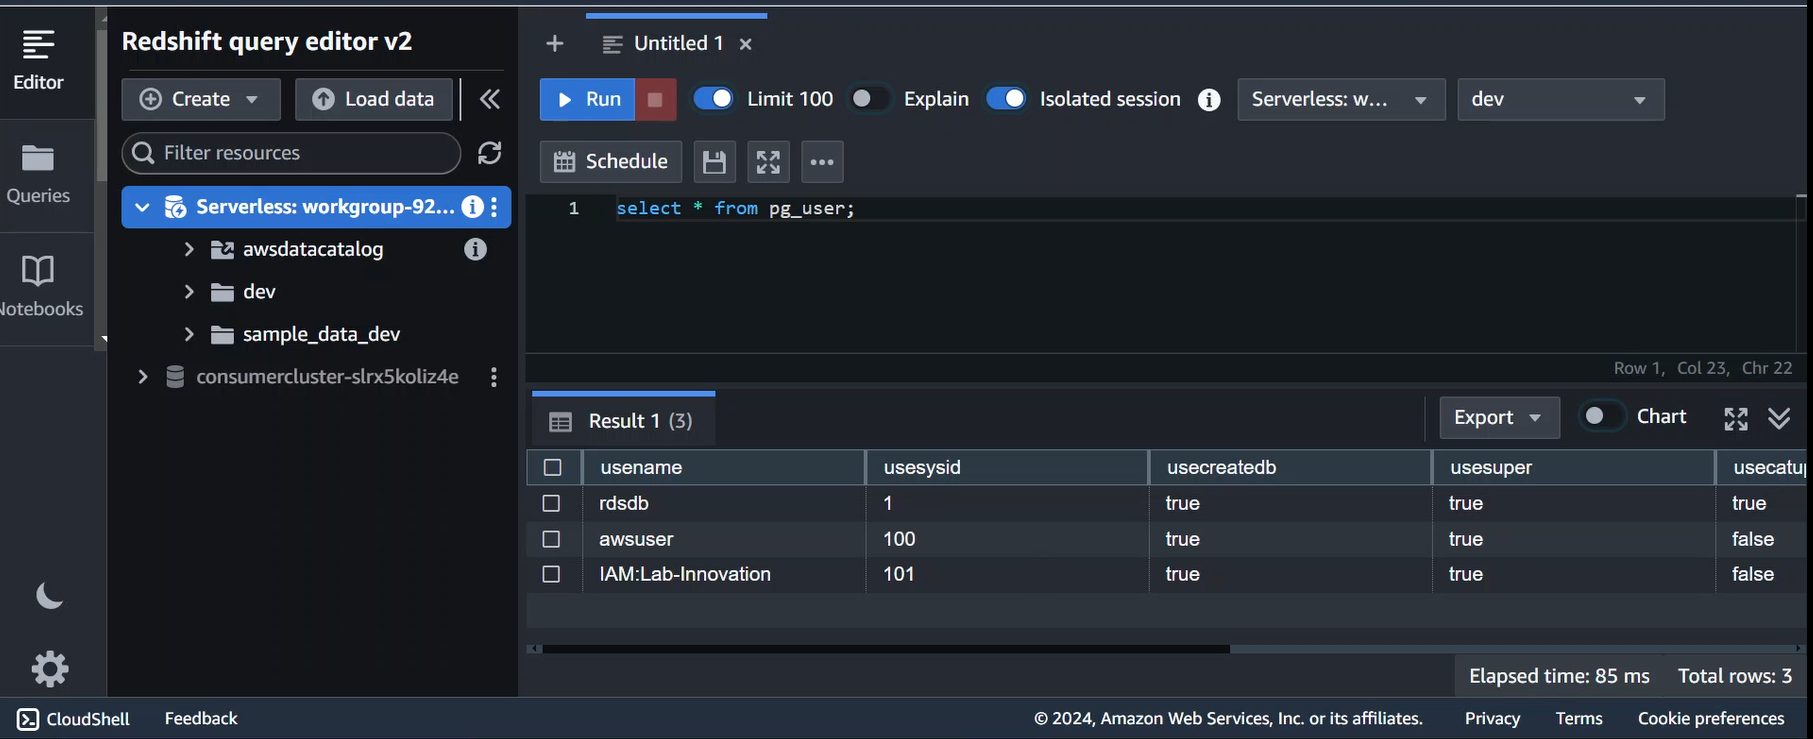 Editor
Queries
Notebooks
Redshift query editor v2
Create
Load data
Filter resources
Serverless: workgroup-92...
awsdatacatalog
dev
sample_data_dev
consumercluster-slrx5koliz4e
Untitled 1
Run
Limit 100
Explain
Isolated session
Serverless: w...
dev
Schedule
1 select * from pg_user;
Row 1, Col 23, Chr 22
Result 1 (3)
Export
Chart
usename usesysid usecreatedb usesuper usecatup
rdsdb 1 true true true
awsuser 100 true true false
IAM:Lab-Innovation 101 true true false
Elapsed time: 85 ms Total rows: 3
CloudShell Feedback © 2024, Amazon Web Services, Inc. or its affiliates. Privacy Terms Cookie preferences